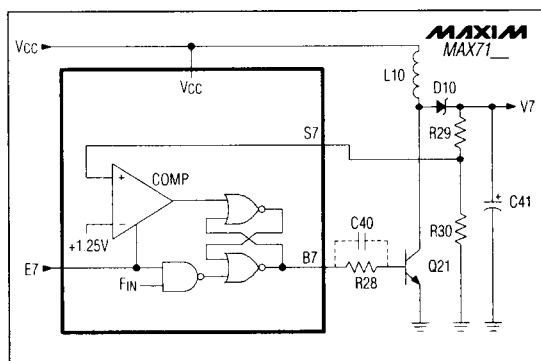 MAXIM
MAX71__
VCC
VCC
L10
D10
V7
S7
R29
COMP
+
C41
+
−
+1.25V
C40
R30
E7
B7
Q21
FIN
R28